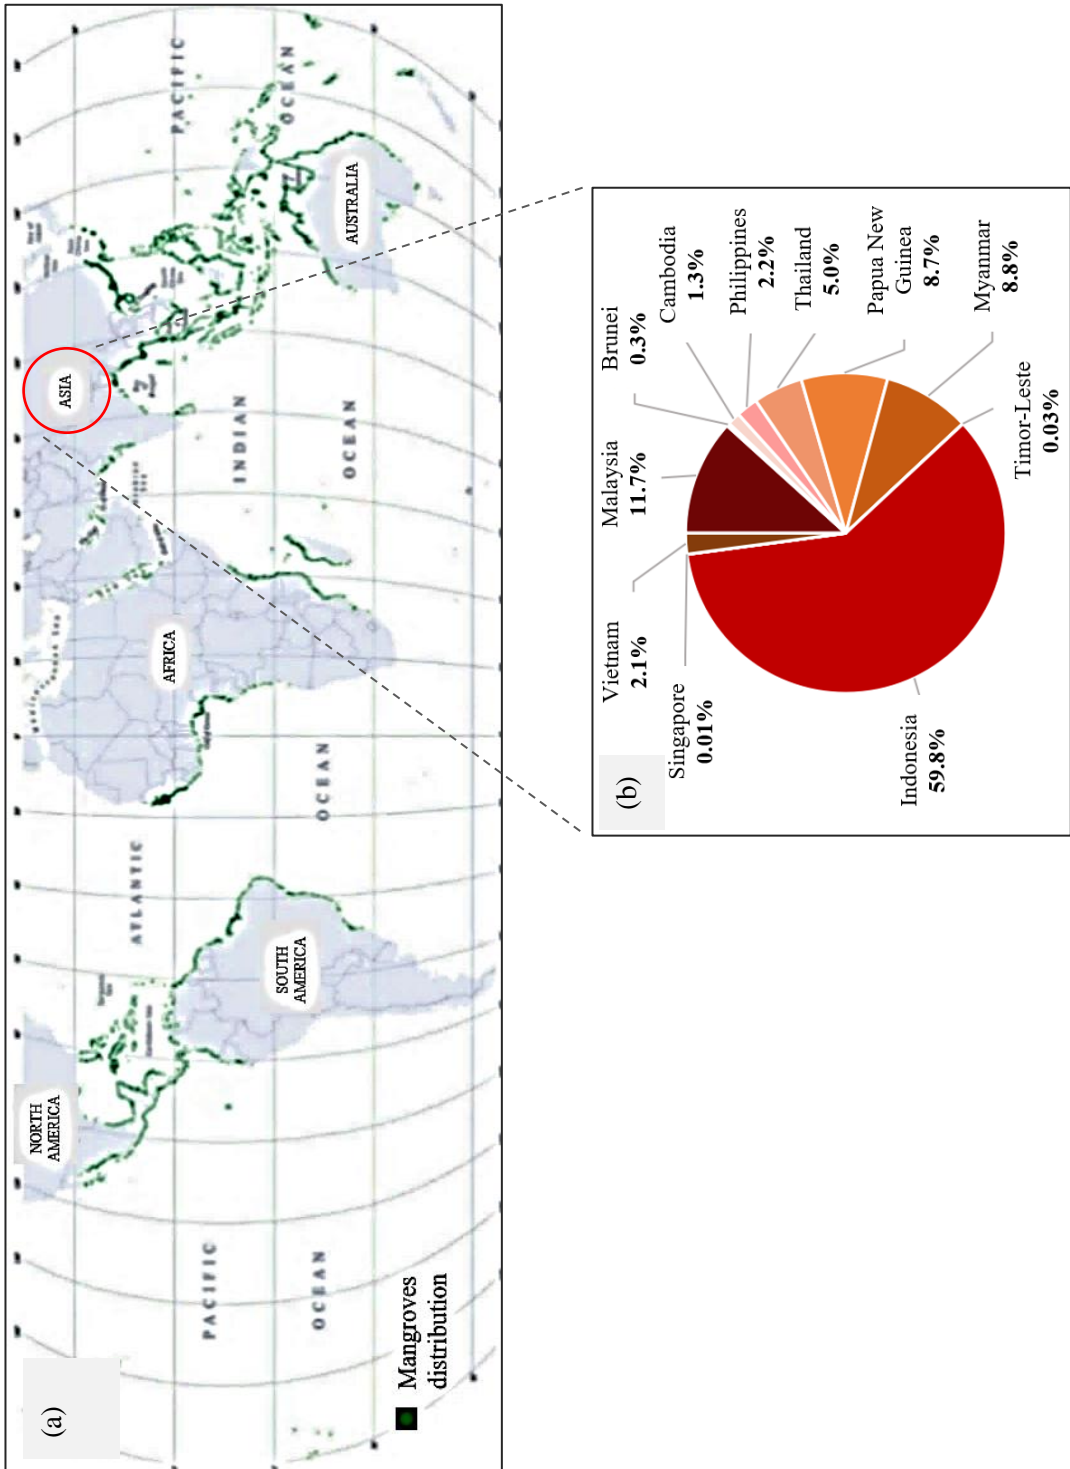 (a)
NORTH
AMERICA
ASIA
ATLANTIC
PACIFIC
AFRICA
PACIFIC
INDIAN
SOUTH
AMERICA
OCEAN
OCEAN
OCEAN
OCEAN
AUSTRALIA
Mangroves
distribution
(b)
Vietnam
2.1%
Malaysia
11.7%
Brunei
0.3%
Cambodia
1.3%
Singapore
0.01%
Philippines
2.2%
Thailand
5.0%
Papua New
Guinea
8.7%
Myanmar
8.8%
Indonesia
59.8%
Timor-Leste
0.03%